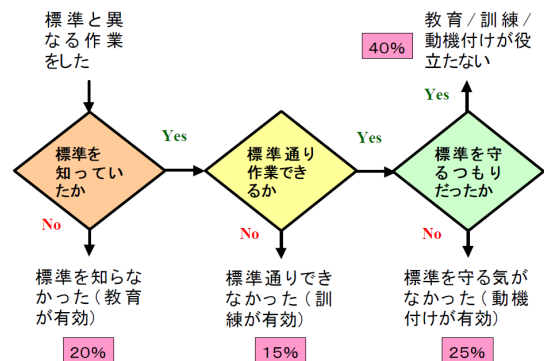 標準と異
なる作業
をした
40%
教育/訓練/
動機付けが役
立たない
Yes
標準を
知ってい
たか
Yes
標準通り
作業でき
るか
Yes
標準を守
るつもり
だったか
No
No
No
標準を知らな
かった(教育
が有効)
標準通りでき
なかった(訓
練が有効)
標準を守る気が
なかった(動機
付けが有効)
20%
15%
25%